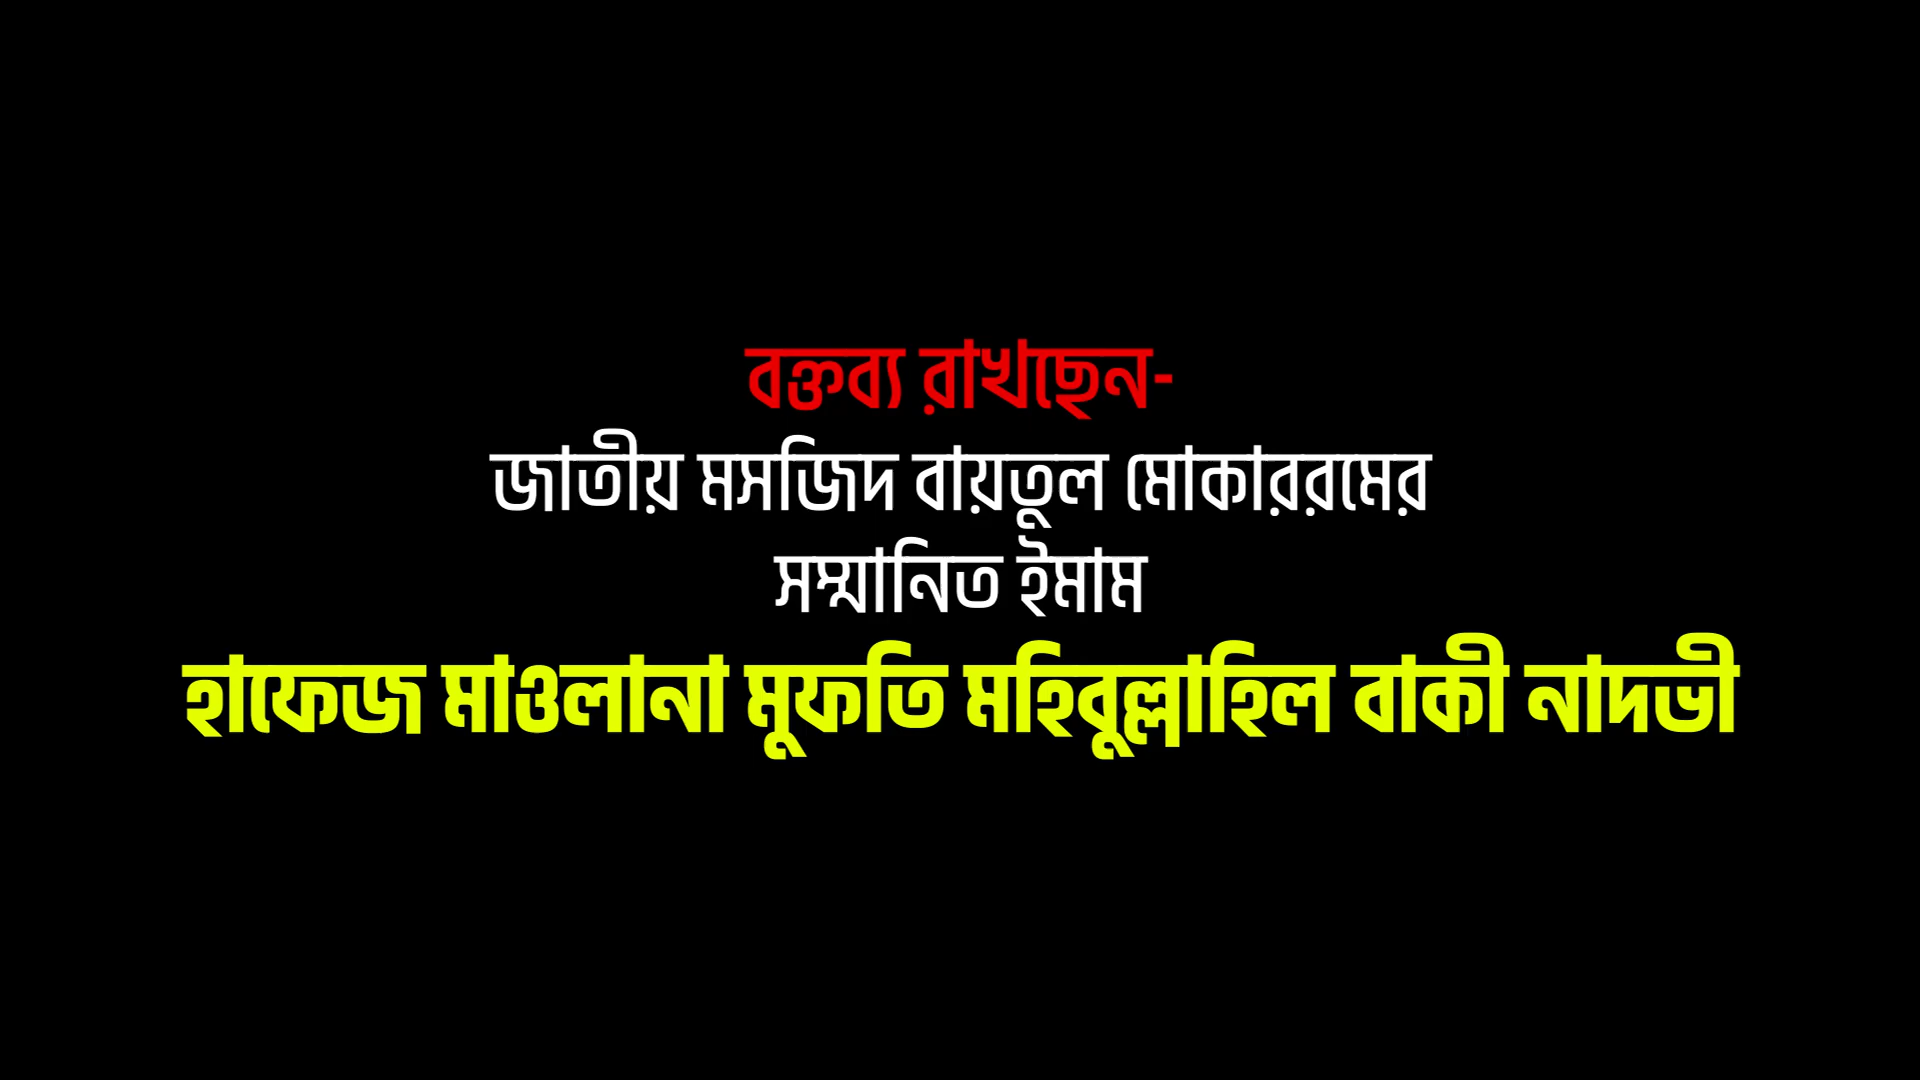 বক্তব্য রাখছেন-
জাতীয় মসজিদ বায়তুল মোকাররমের
সম্মানিত ইমাম
হাফেজ মাওলানা মুফতি মহিবুল্লাহিল বাকী নাদভী